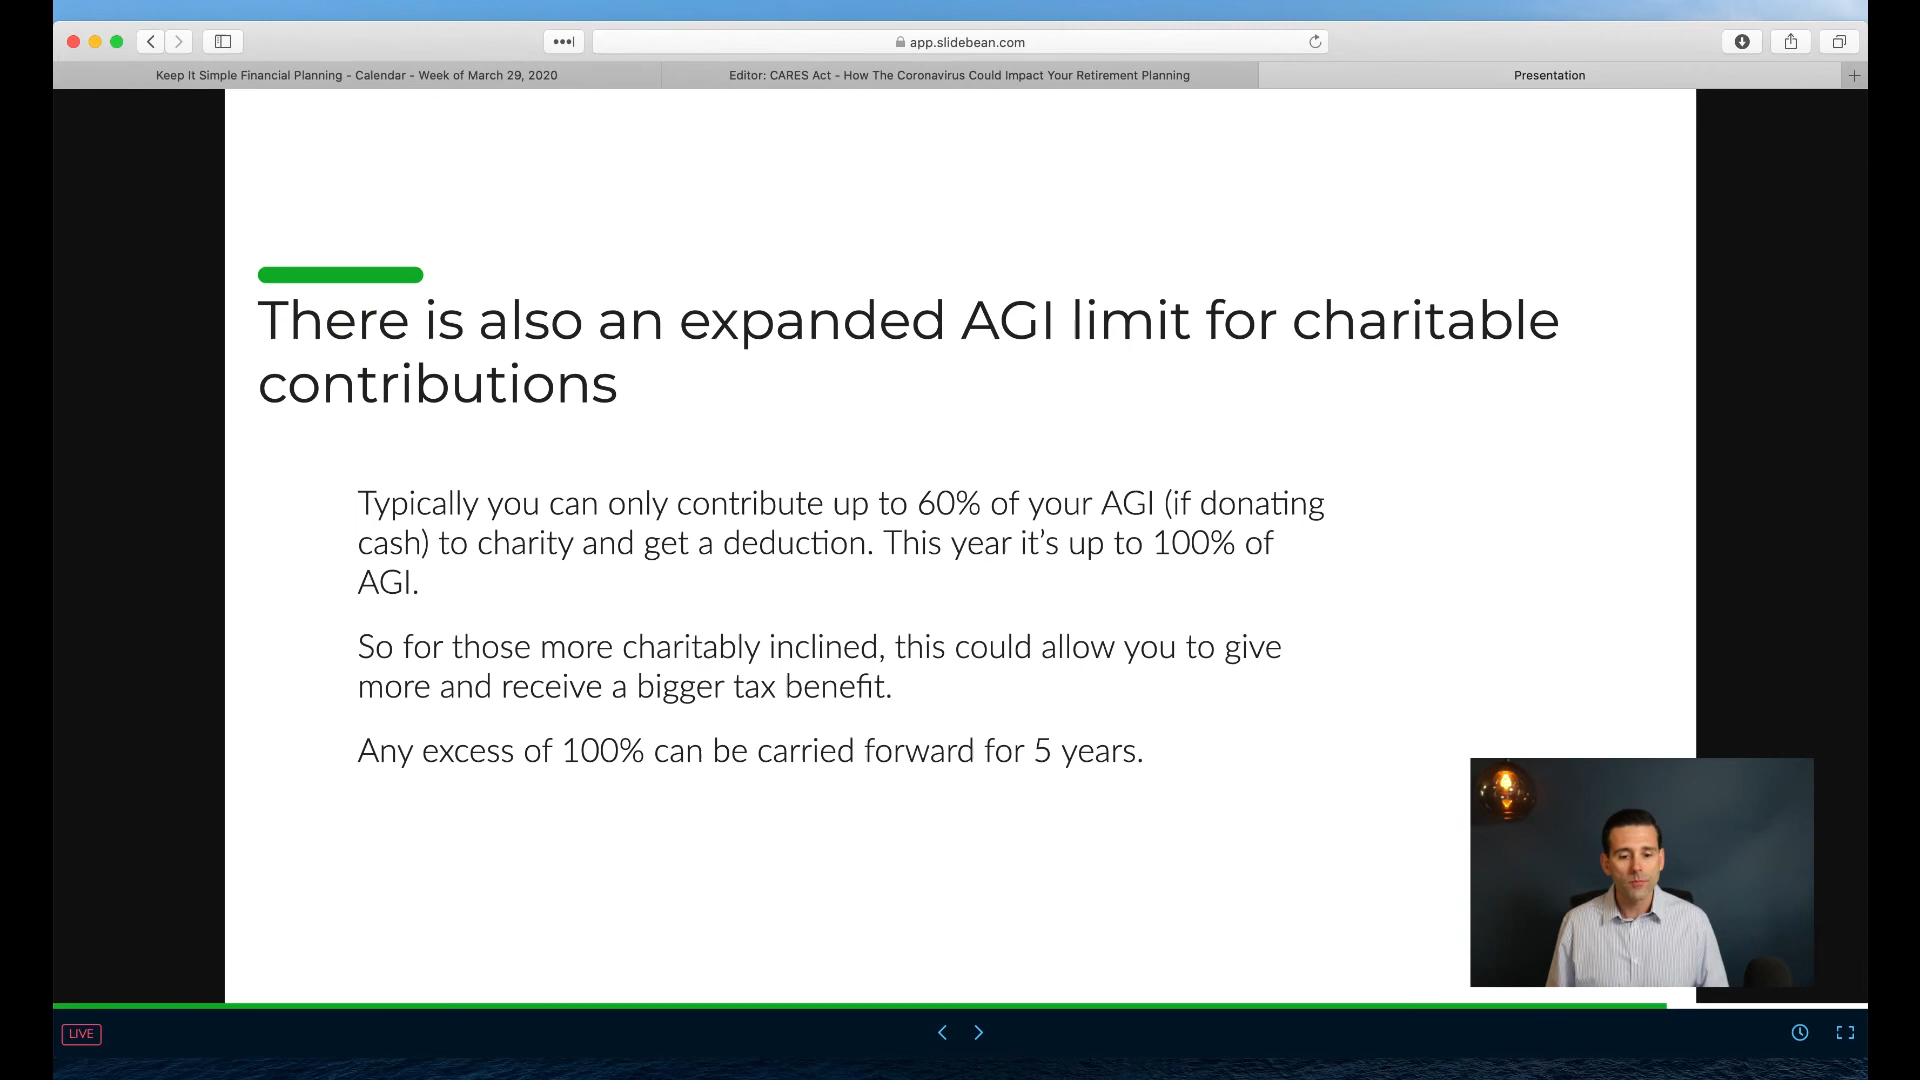 app.slidebean.com
Keep It Simple Financial Planning - Calendar - Week of March 29, 2020
Editor: CARES Act - How The Coronavirus Could Impact Your Retirement Planning
Presentation
There is also an expanded AGI limit for charitable
contributions
Typically you can only contribute up to 60% of your AGI (if donating
cash) to charity and get a deduction. This year it’s up to 100% of
AGI.
So for those more charitably inclined, this could allow you to give
more and receive a bigger tax benefit.
Any excess of 100% can be carried forward for 5 years.
LIVE